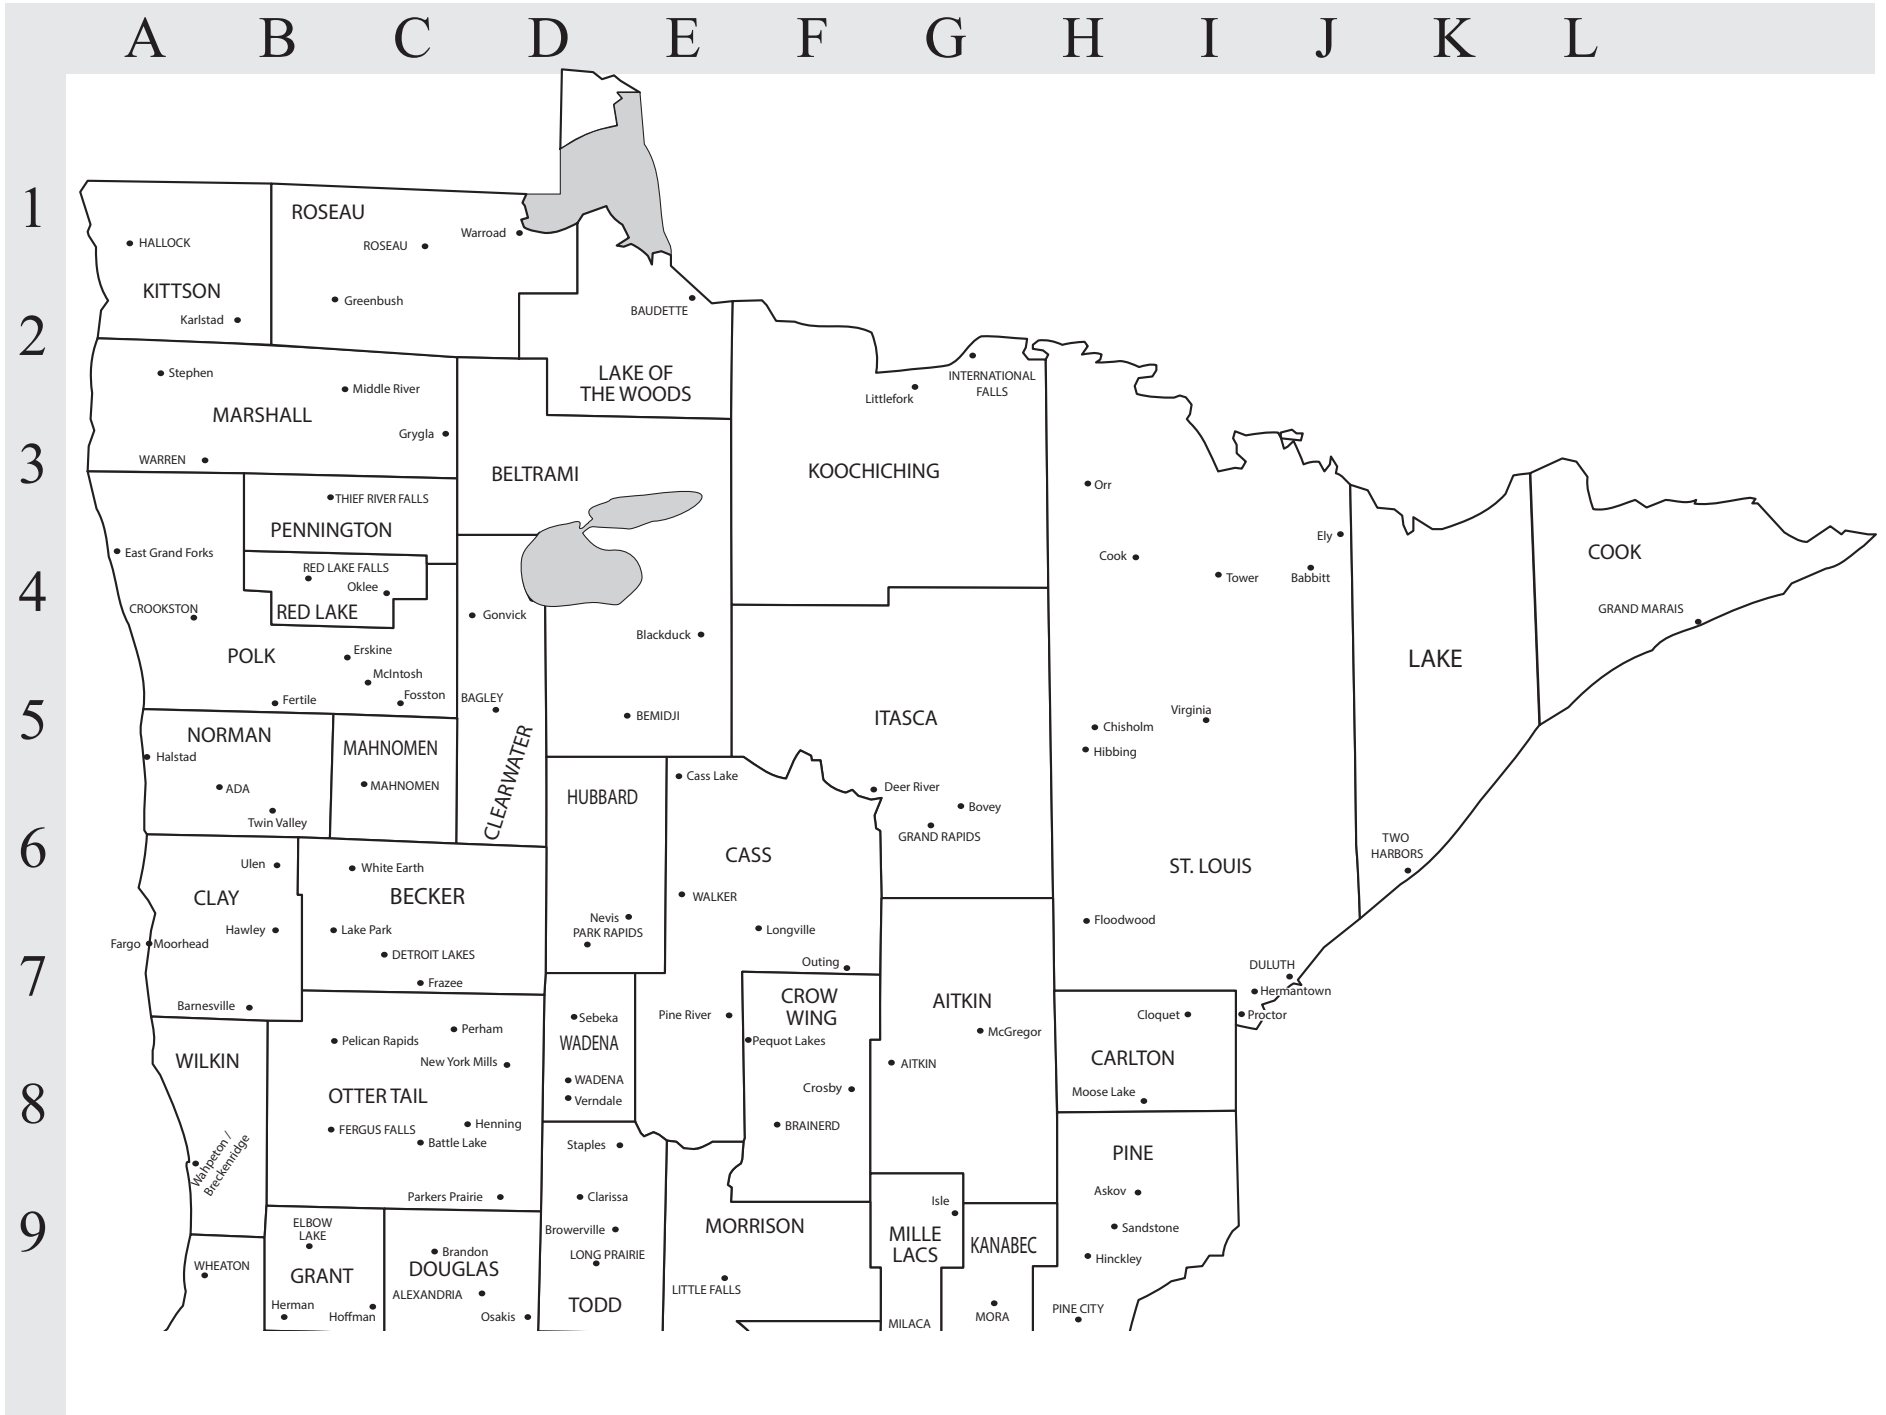 A B C D E F G H I J K L
1
2
3
4
5
6
7
8
9
ROSEAU
HALLOCK
ROSEAU
Warroad
KITTSON
Karlstad
Greenbush
BAUDETTE
LAKE OF
THE WOODS
Stephen
Middle River
MARSHALL
Grygla
WARREN
INTERNATIONAL
FALLS
Littlefork
BELTRAMI
KOOCHICHING
Orr
THIEF RIVER FALLS
PENNINGTON
East Grand Forks
RED LAKE FALLS
Oklee
RED LAKE
CROOKSTON
Gonvick
Blackduck
Ely
Cook
Tower
Babbitt
COOK
GRAND MARAIS
POLK
Erskine
McIntosh
Fosston
Fertile
BAGLEY
BEMIDJI
ITASCA
LAKE
Virginia
Chisholm
Hibbing
NORMAN
Halstad
ADA
Twin Valley
MAHNOMEN
MAHNOMEN
CLEARWATER
HUBBARD
Cass Lake
Deer River
Bovey
GRAND RAPIDS
TWO
HARBORS
ST. LOUIS
CASS
Ulen
White Earth
CLAY
BECKER
WALKER
Nevis
PARK RAPIDS
Longville
Floodwood
Hawley
Lake Park
Fargo
Moorhead
DETROIT LAKES
Outing
Frazee
DULUTH
Hermantown
Proctor
Barnesville
CROW
WING
AITKIN
Sebeka
Pine River
Cloquet
WILKIN
Pelican Rapids
Perham
New York Mills
WADENA
Pequot Lakes
McGregor
AITKIN
CARLTON
OTTER TAIL
WADENA
Verndale
Crosby
Moose Lake
FERGUS FALLS
Henning
Battle Lake
BRAINERD
Wahpeton /
Breckenridge
Staples
PINE
Parkers Prairie
Clarissa
Isle
Askov
ELBOW
LAKE
Browerville
MORRISON
MILLE
LACS
KANABEC
Sandstone
WHEATON
GRANT
Brandon
DOUGLAS
LONG PRAIRIE
Hinckley
ALEXANDRIA
LITTLE FALLS
Herman
Hoffman
Osakis
TODD
MILACA
MORA
PINE CITY